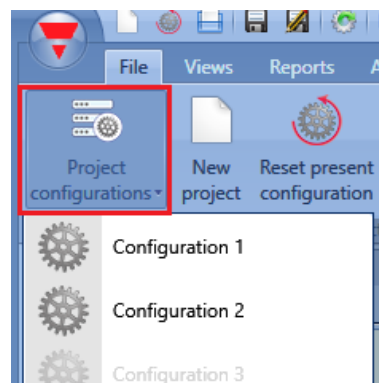 File Views Reports A
Project configurations
New project
Reset present configuration
Configuration 1
Configuration 2
Configuration 3